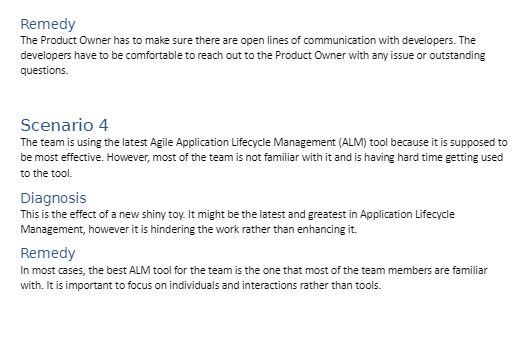 Remedy
The Product Owner has to make sure there are open lines of communication with developers. The
developers have to be comfortable to reach out to the Product Owner with any issue or outstanding
questions.
Scenario 4
The team is using the latest Agile Application Lifecycle Management (ALM) tool because it is supposed to
be most effective. However, most of the team is not familiar with it and is having hard time getting used
to the tool.
Diagnosis
This is the effect of a new shiny toy. It might be the latest and greatest in Application Lifecycle
Management, however it is hindering the work rather than enhancing it.
Remedy
In most cases, the best ALM tool for the team is the one that most of the team members are familiar
with. It is important to focus on individuals and interactions rather than tools.